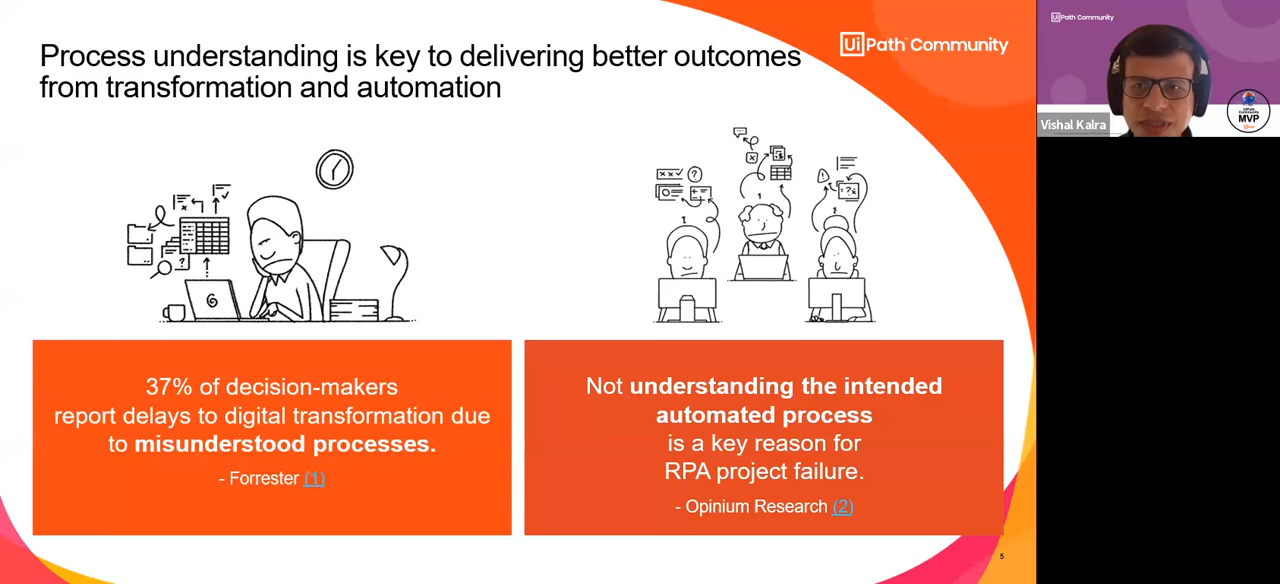 Process understanding is key to delivering better outcomes
from transformation and automation
UiPath Community
UiPath Community
UiPath
Community
MVP
Vishal Kalra
37% of decision-makers
report delays to digital transformation due
to misunderstood processes.
- Forrester (1)
Not understanding the intended
automated process
is a key reason for
RPA project failure.
- Opinium Research (2)
5